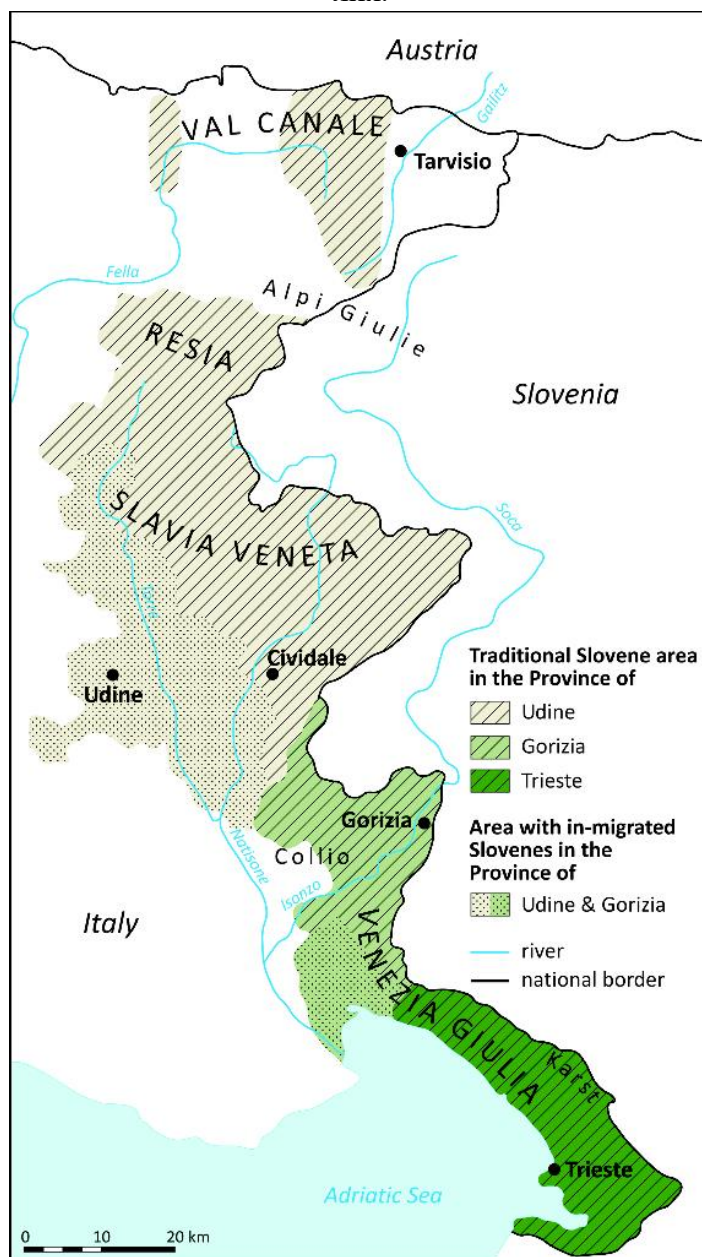 Austria
VAL CANALE
Gailitz
Tarvisio
Fella
Alpi Giulie
RESIA
Slovenia
SLAVIA VENETA
Soca
Torre
Cividale
Udine
Traditional Slovene area
in the Province of
Udine
Gorizia
Trieste
Gorizia
Collio
Natisone
Isonzo
Area with in-migrated
Slovenes in the
Province of
Udine & Gorizia
Italy
river
national border
VENEZIA GIULIA
Karst
Trieste
Adriatic Sea
0 10 20 km